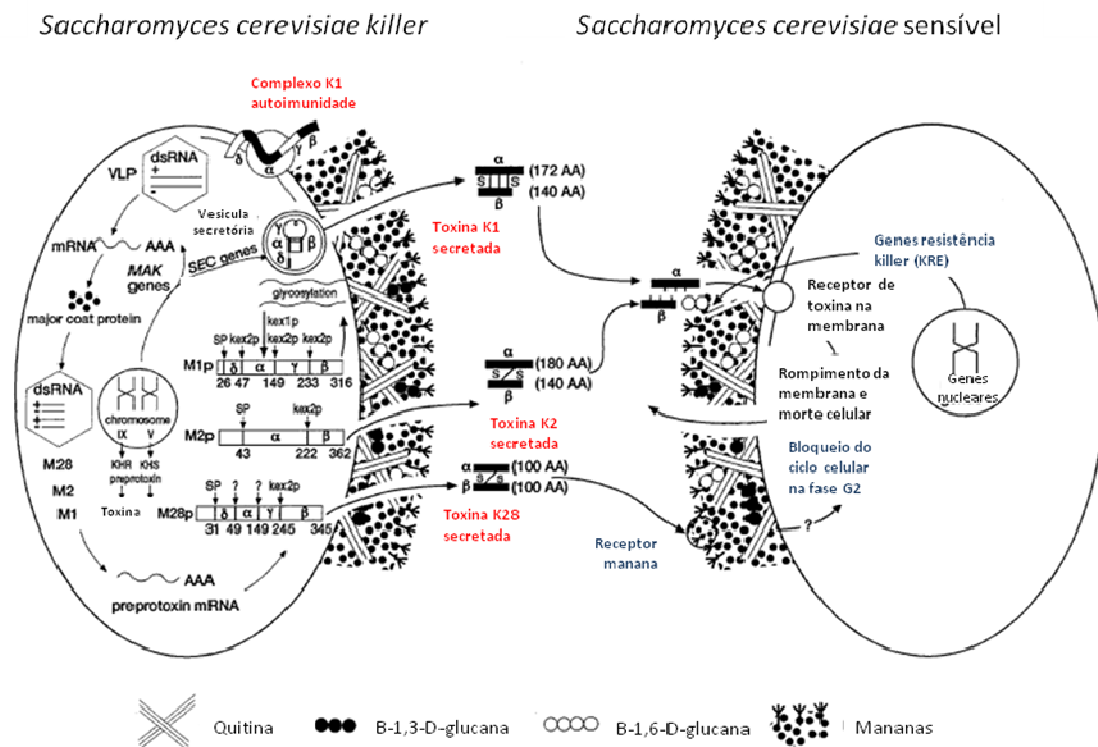 Saccharomyces cerevisiae killer
Saccharomyces cerevisiae sensível
Complexo K1
autoimunidade
β
γ
δ
α
dsRNA
+
-
VLP
Vesícula
secretória
γ
α
β
δ
mRNA
AAA
MAK
genes
SEC genes
major coat protein
glycosylation
kex1p
SP
kex2p
kex2p
kex2p
M1p
δ
α
γ
β
26
47
149
233
316
dsRNA
chromosome
IX
V
KHR
KHS
preprotoxin
Toxina
M28
M2
M1
SP
kex2p
M2p
α
β
43
222
362
SP
?
?
kex2p
M28p
δ
α
γ
β
31
49
149
245
345
AAA
preprotoxin mRNA
α
(172 AA)
S
S
(140 AA)
β
Toxina K1
secretada
α
(180 AA)
S
S
(140 AA)
β
Toxina K2
secretada
α
(100 AA)
S
S
β
(100 AA)
Toxina K28
secretada
α
β
Genes resistência
killer (KRE)
Receptor de
toxina na
membrana
Rompimento da
membrana e
morte celular
Genes
nucleares
Bloqueio do
ciclo celular
na fase G2
?
Receptor
manana
Quitina
B-1,3-D-glucana
B-1,6-D-glucana
Mananas